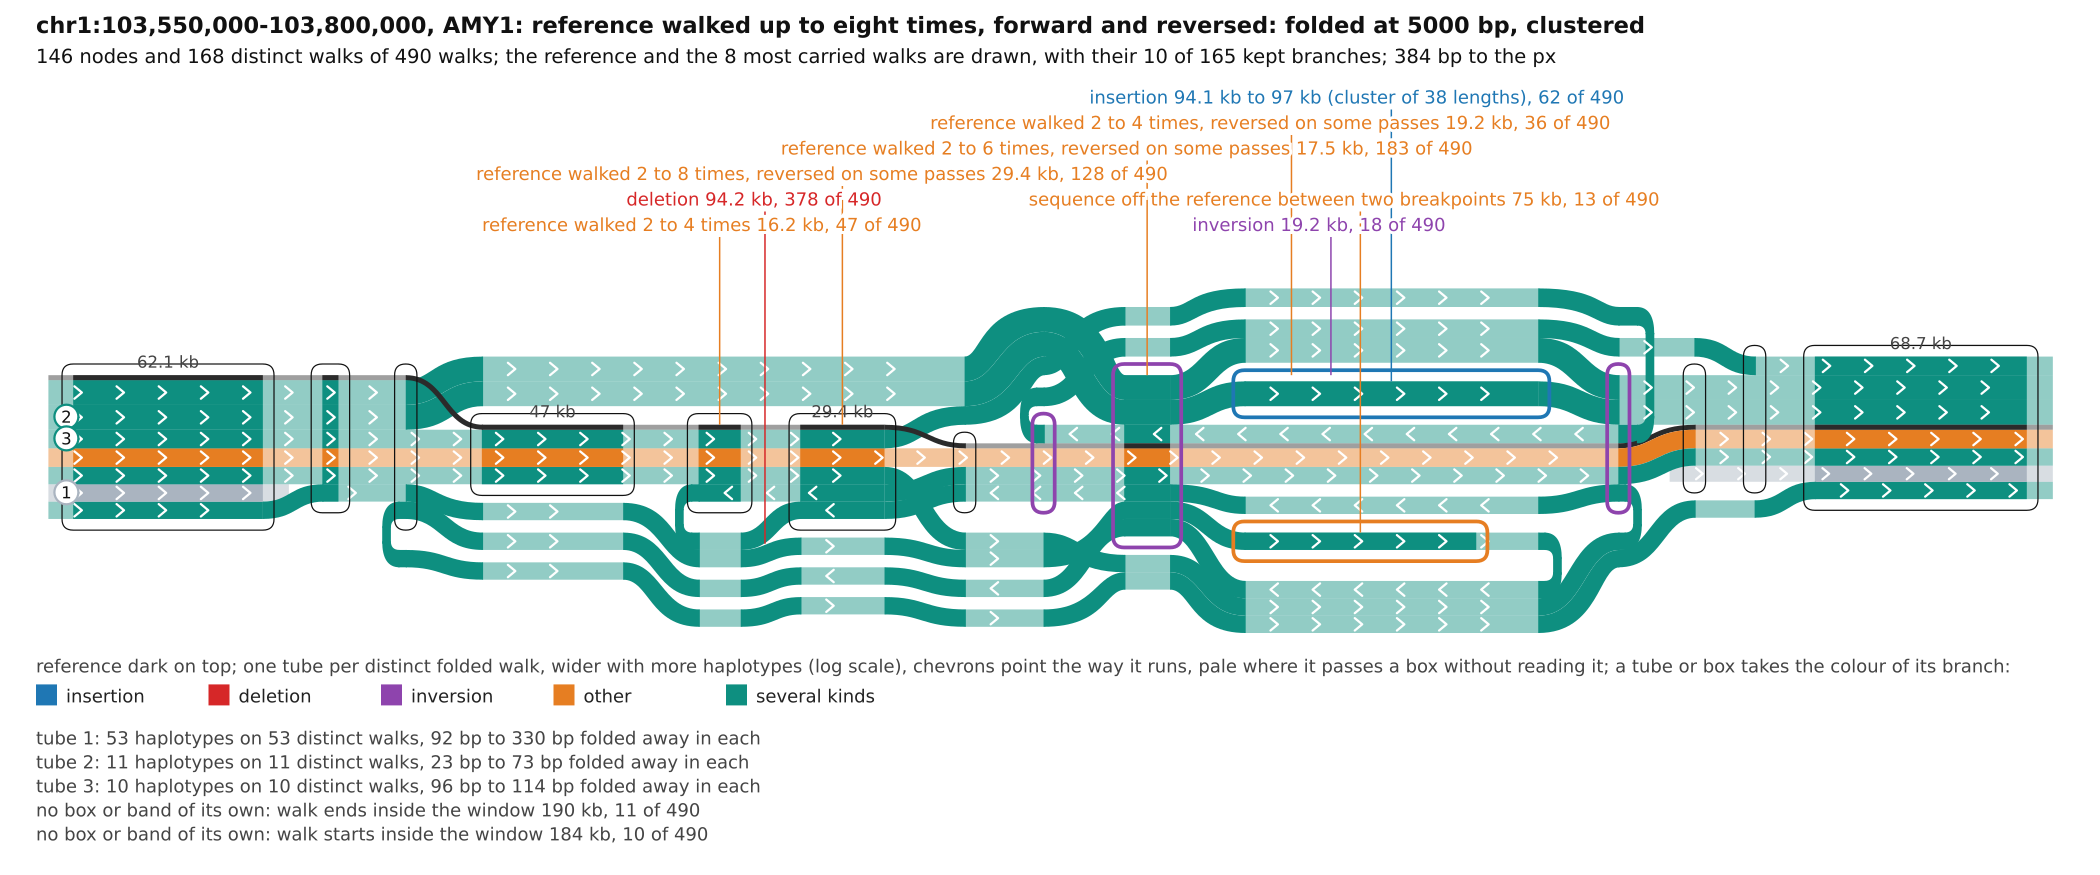 chr1:103,550,000-103,800,000, AMY1: reference walked up to eight times, forward and reversed: folded at 5000 bp, clustered
146 nodes and 168 distinct walks of 490 walks; the reference and the 8 most carried walks are drawn, with their 10 of 165 kept branches; 384 bp to the px
insertion 94.1 kb to 97 kb (cluster of 38 lengths), 62 of 490
reference walked 2 to 4 times, reversed on some passes 19.2 kb, 36 of 490
reference walked 2 to 6 times, reversed on some passes 17.5 kb, 183 of 490
reference walked 2 to 8 times, reversed on some passes 29.4 kb, 128 of 490
deletion 94.2 kb, 378 of 490
sequence off the reference between two breakpoints 75 kb, 13 of 490
reference walked 2 to 4 times 16.2 kb, 47 of 490
inversion 19.2 kb, 18 of 490
68.7 kb
62.1 kb
47 kb
29.4 kb
2
3
1
reference dark on top; one tube per distinct folded walk, wider with more haplotypes (log scale), chevrons point the way it runs, pale where it passes a box without reading it; a tube or box takes the colour of its branch:
insertion
deletion
inversion
other
several kinds
tube 1: 53 haplotypes on 53 distinct walks, 92 bp to 330 bp folded away in each
tube 2: 11 haplotypes on 11 distinct walks, 23 bp to 73 bp folded away in each
tube 3: 10 haplotypes on 10 distinct walks, 96 bp to 114 bp folded away in each
no box or band of its own: walk ends inside the window 190 kb, 11 of 490
no box or band of its own: walk starts inside the window 184 kb, 10 of 490